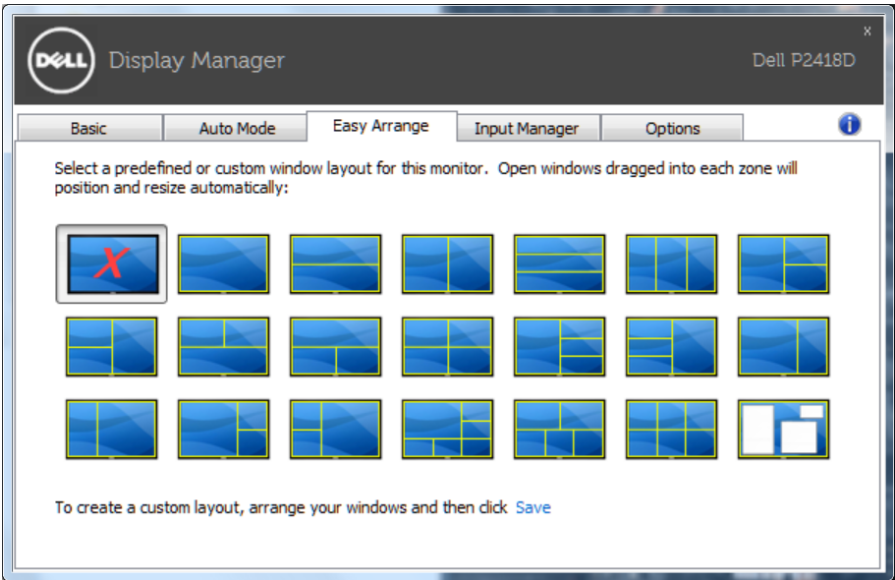 DELL Display Manager
x
Dell P2418D
Basic Auto Mode Easy Arrange Input Manager Options i
Select a predefined or custom window layout for this monitor. Open windows dragged into each zone will
position and resize automatically:
X
To create a custom layout, arrange your windows and then click Save